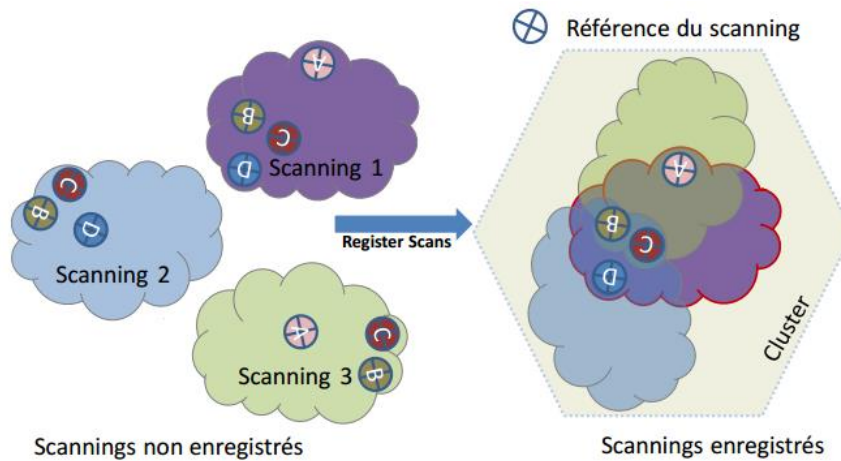 Référence du scanning
A
B
C
D
Scanning 1
C
B
D
Scanning 2
Register Scans
A
C
B
Scanning 3
A
B
C
D
Cluster
Scannings non enregistrés
Scannings enregistrés